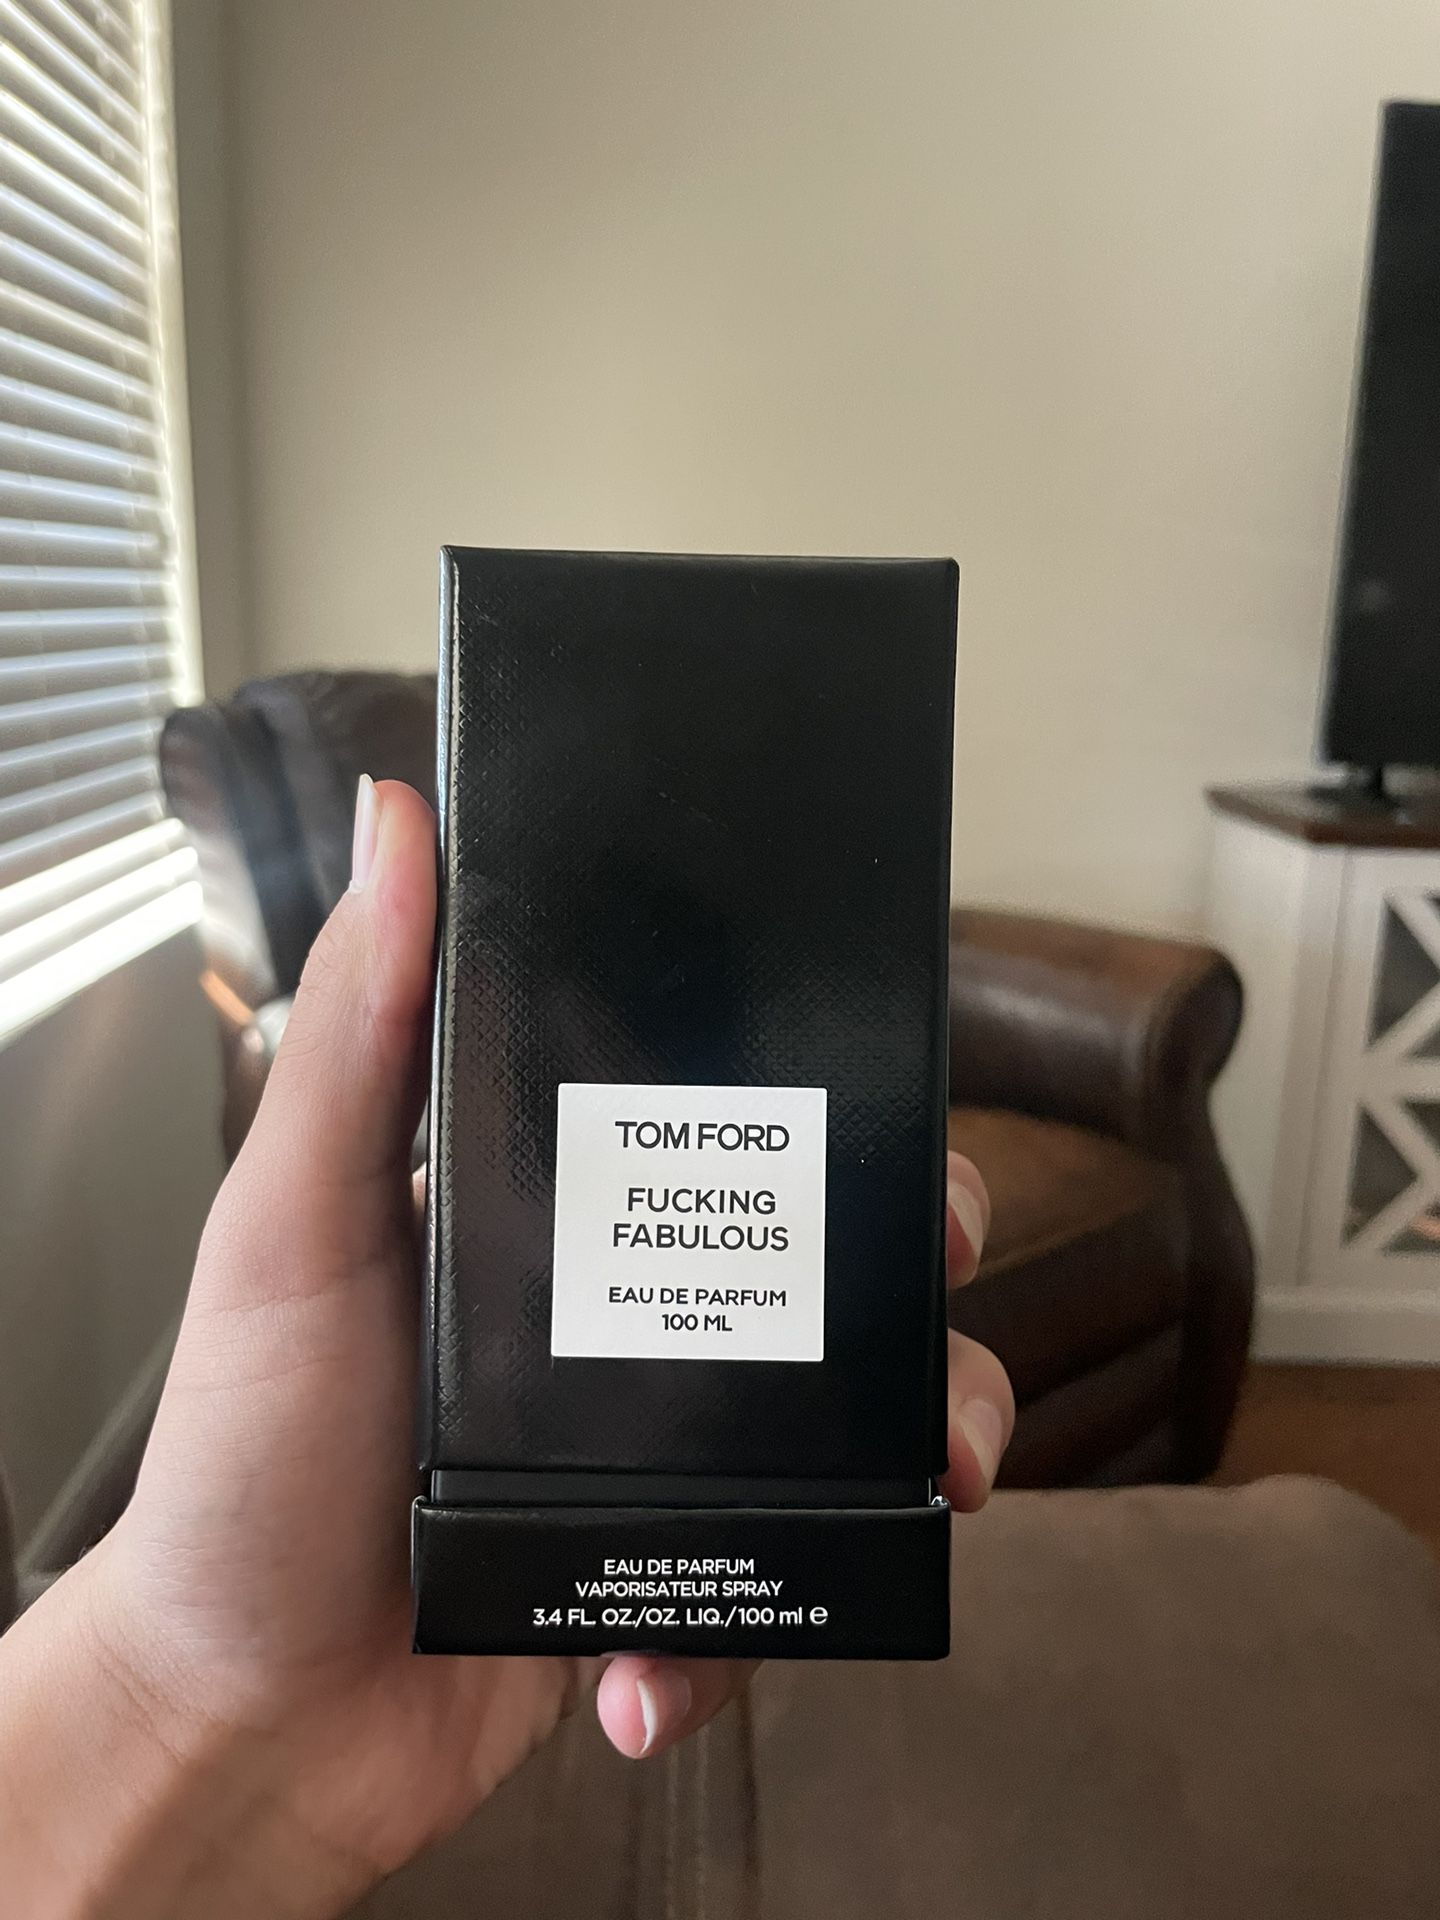 TOM FORD
FUCKING
FABULOUS
EAU DE PARFUM
100 ML
EAU DE PARFUM
VAPORISATEUR SPRAY
3.4 FL. OZ./OZ. LIQ./100 ml ℮